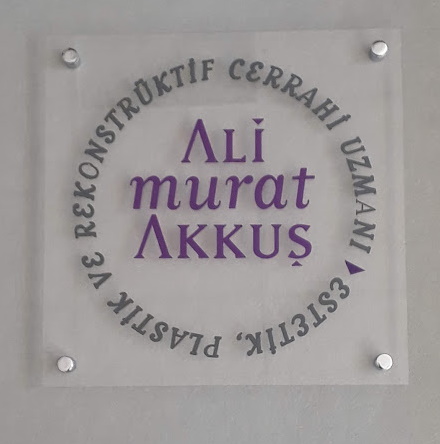 Ali
murat
AKKUŞ
ESTETİK, PLASTİK VE REKONSTRÜKTİF CERRAHİ UZMANI